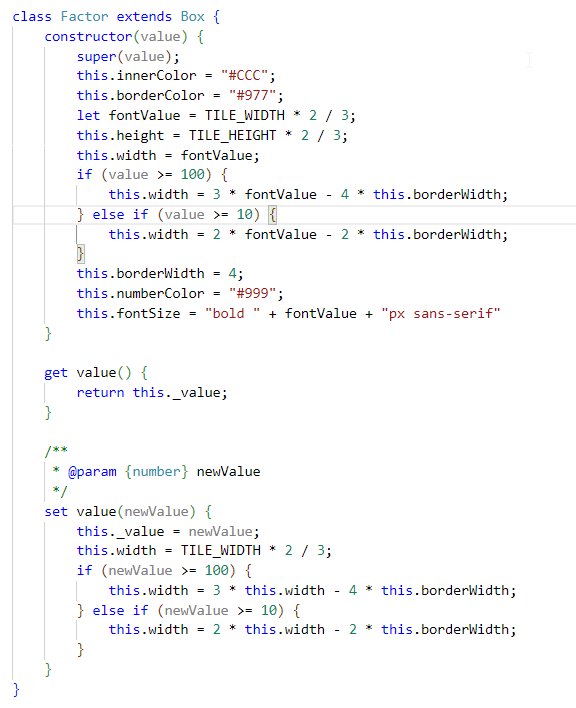 class Factor extends Box {
    constructor(value) {
        super(value);
        this.innerColor = "#CCC";
        this.borderColor = "#977";
        let fontValue = TILE_WIDTH * 2 / 3;
        this.height = TILE_HEIGHT * 2 / 3;
        this.width = fontValue;
        if (value >= 100) {
            this.width = 3 * fontValue - 4 * this.borderWidth;
        } else if (value >= 10) {
            this.width = 2 * fontValue - 2 * this.borderWidth;
        }
        this.borderWidth = 4;
        this.numberColor = "#999";
        this.fontSize = "bold " + fontValue + "px sans-serif"
    }

    get value() {
        return this._value;
    }

    /**
     * @param {number} newValue
     */
    set value(newValue) {
        this._value = newValue;
        this.width = TILE_WIDTH * 2 / 3;
        if (newValue >= 100) {
            this.width = 3 * this.width - 4 * this.borderWidth;
        } else if (newValue >= 10) {
            this.width = 2 * this.width - 2 * this.borderWidth;
        }
    }
}